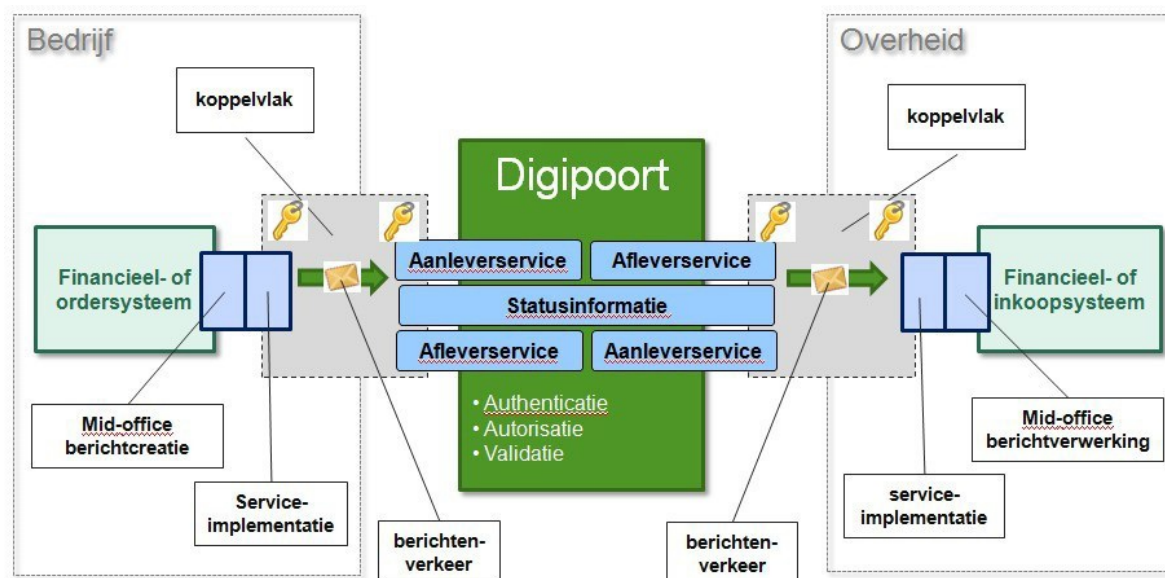 Bedrijf
Overheid
koppelvlak
koppelvlak
Digipoort
Financieel- of
ordersysteem
Aanleverservice
Afleverservice
Statusinformatie
Afleverservice
Aanleverservice
Financieel- of
inkoopsysteem
• Authenticatie
• Autorisatie
• Validatie
Mid-office
berichtcreatie
Mid-office
berichtverwerking
Service-
implementatie
service-
implementatie
berichten-
verkeer
berichten-
verkeer